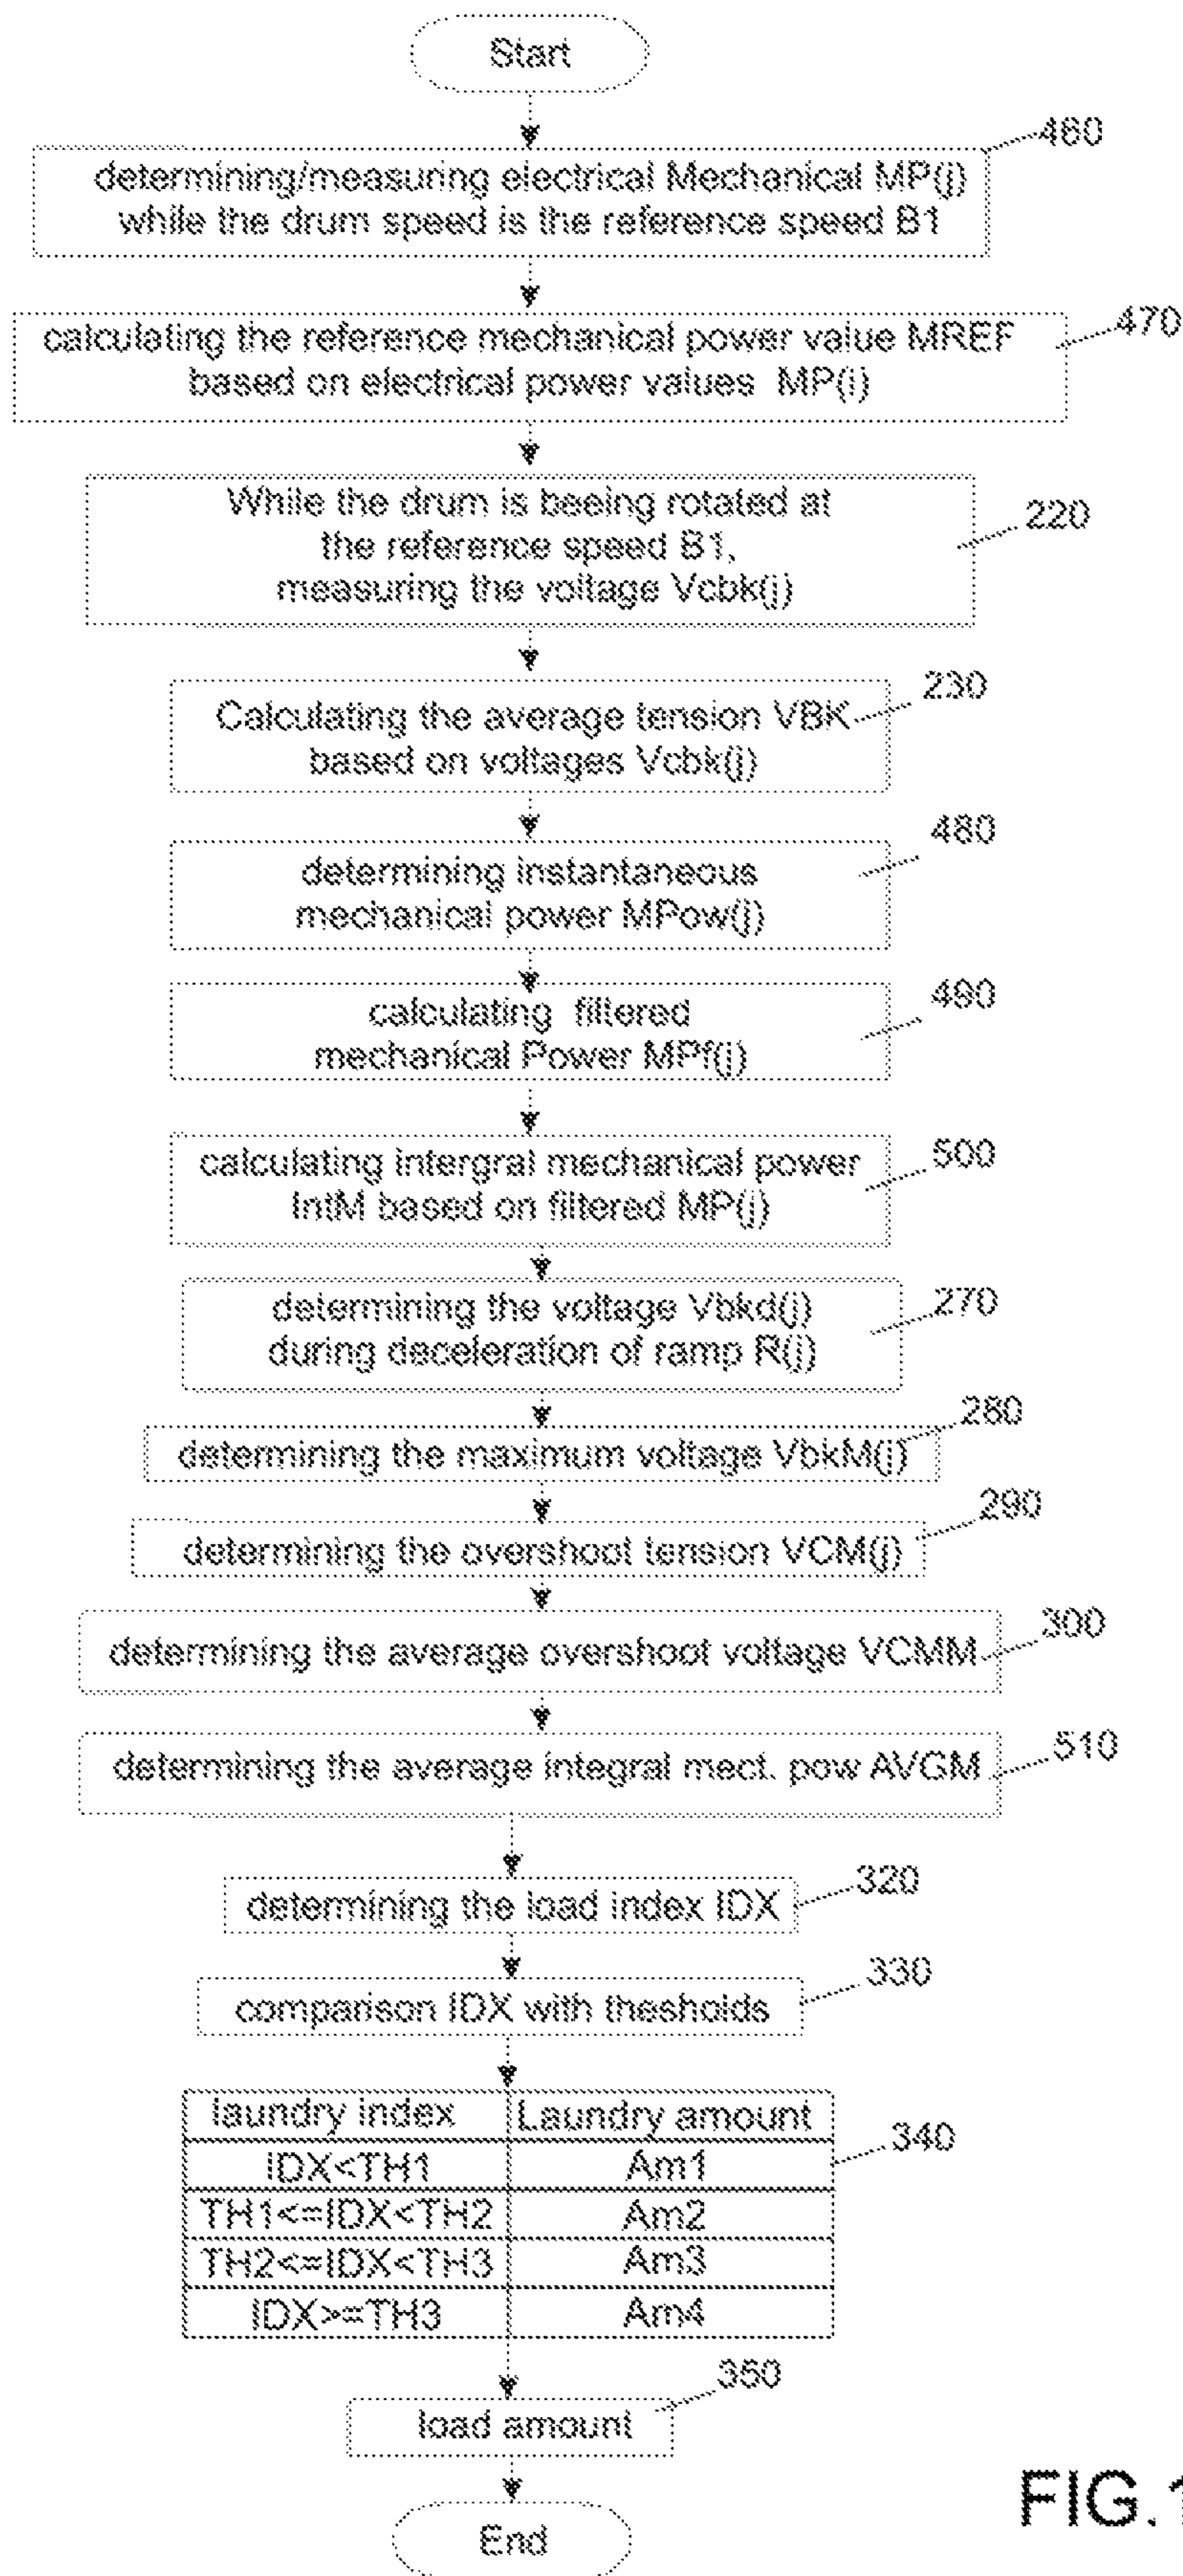 Start
460
determining/measuring electrical Mechanical MP(j)
while the drum speed is the reference speed B1
470
calculating the reference mechanical power value MREF
based on electrical power values MP(i)
220
While the drum is beeing rotated at
the reference speed B1,
measuring the voltage Vcbk(j)
230
Calculating the average tension VBK
based on voltages Vcbk(j)
480
determining instantaneous
mechanical power MPow(j)
490
calculating filtered
mechanical Power MPf(j)
500
calculating intergral mechanical power
IntM based on filtered MP(j)
270
determining the voltage Vbkd(j)
during deceleration of ramp R(j)
280
determining the maximum voltage VbkM(j)
290
determining the overshoot tension VCM(j)
300
determining the average overshoot voltage VCMM
510
determining the average integral mect. pow AVGM
320
determining the load index IDX
330
comparison IDX with thesholds
340
laundry index Laundry amount
IDX<TH1 Am1
TH1<=IDX<TH2 Am2
TH2<=IDX<TH3 Am3
IDX>=TH3 Am4
350
load amount
End
FIG.1